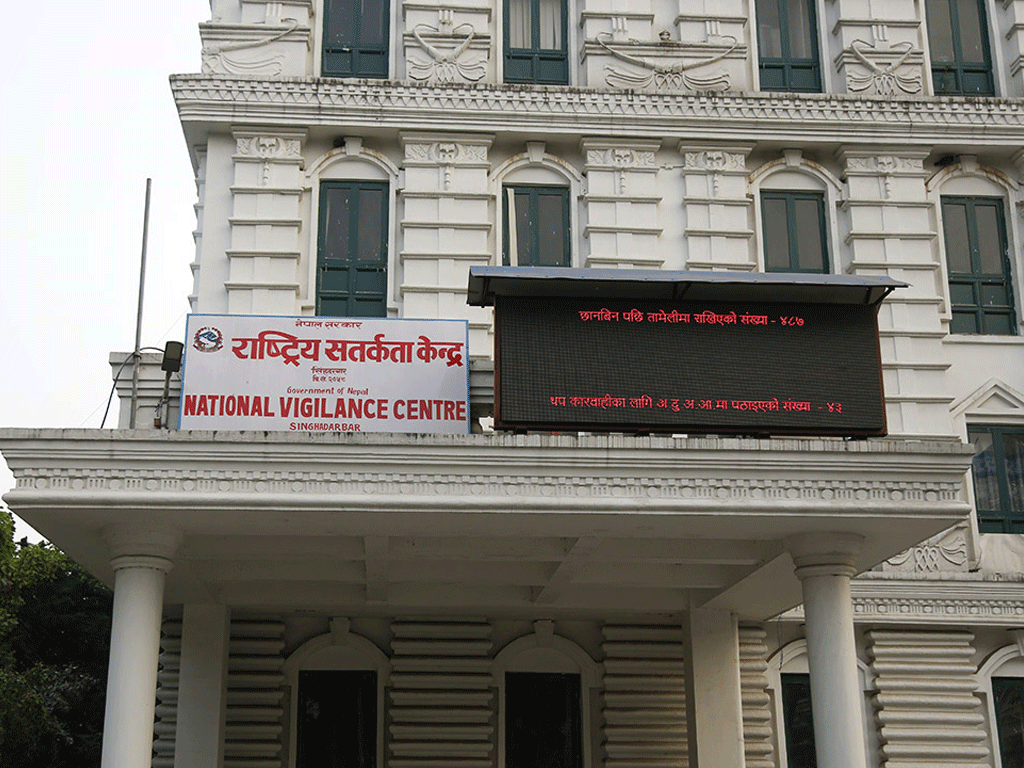 नेपाल सरकार
राष्ट्रिय सतर्कता केन्द्र
सिंहदरबार
वि.सं. २०५९
Government of Nepal
NATIONAL VIGILANCE CENTRE
SINGHADARBAR
छानबिन पछि तामेलीमा राखिएको संख्या - ४८७
थप कारवाहीका लागि अ दु अ .आ.मा पठाइएको संख्या - ४३